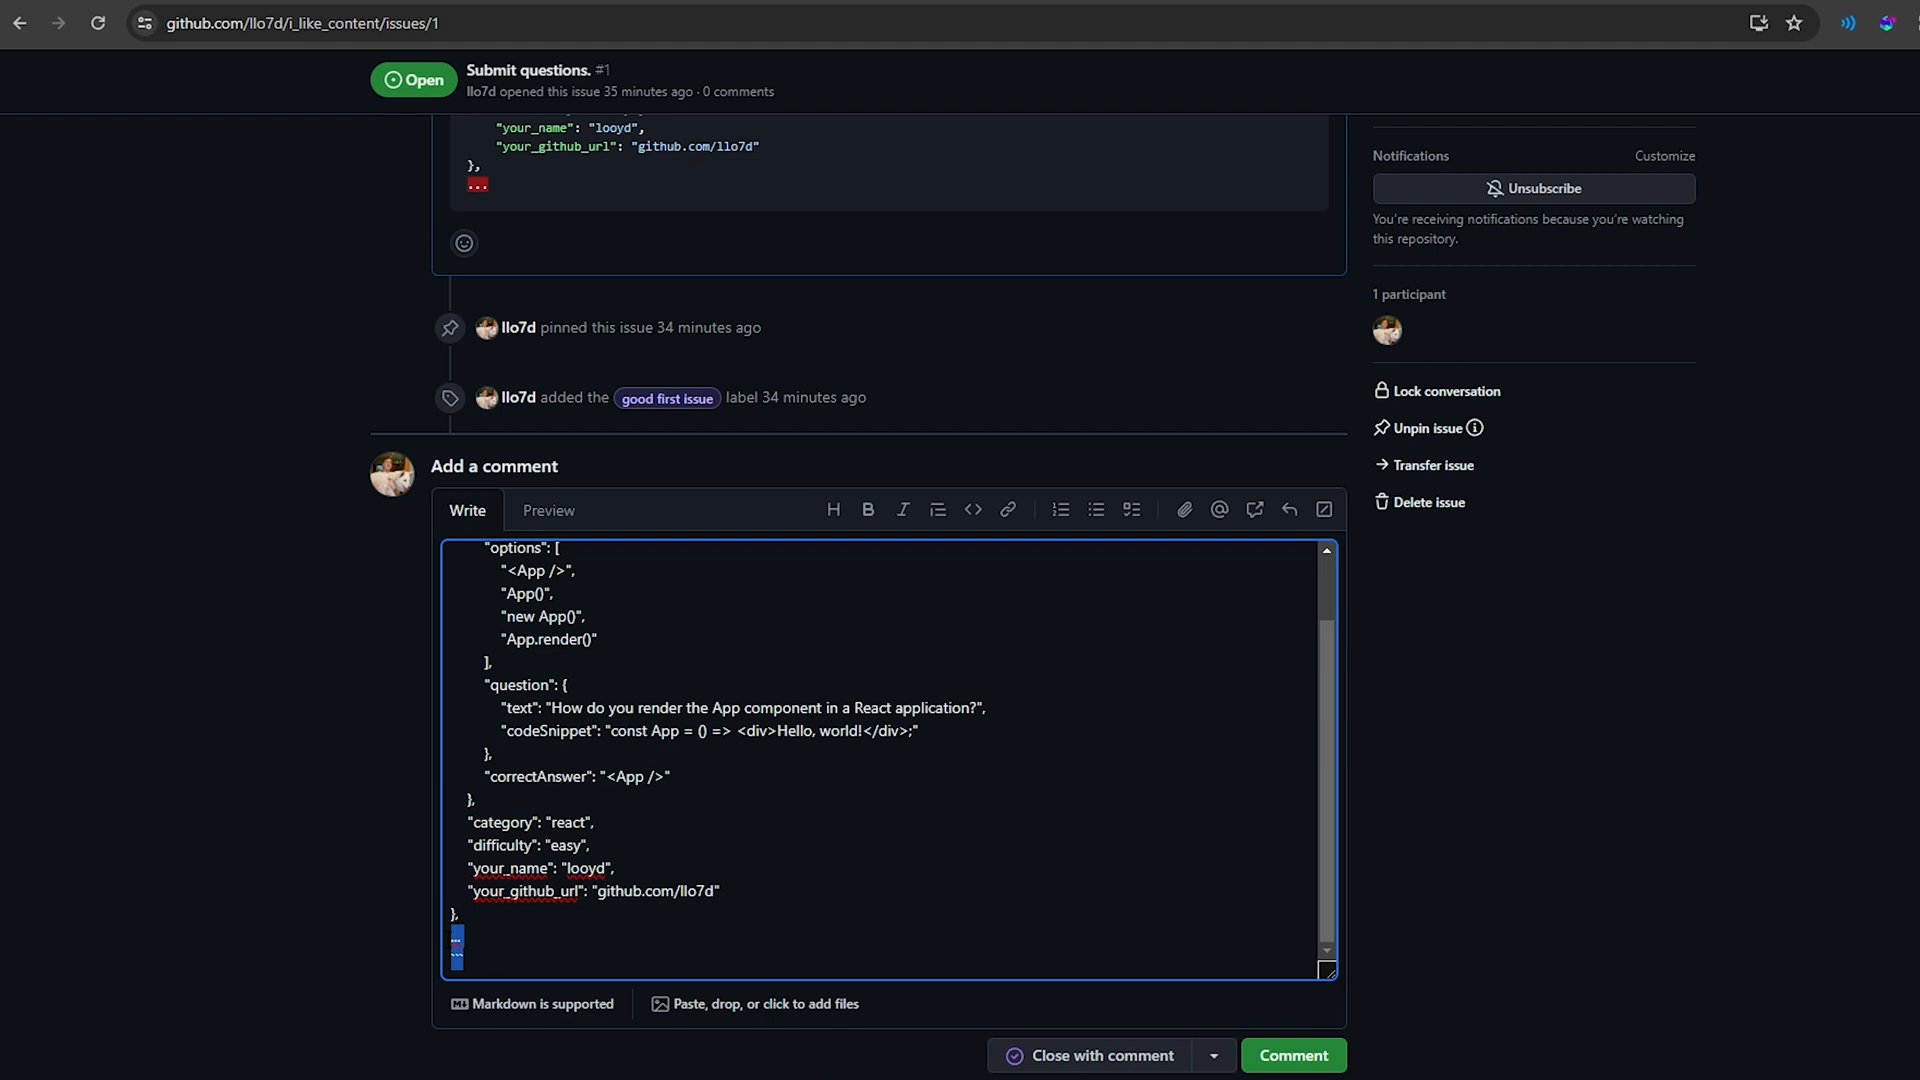 github.com/llo7d/i_like_content/issues/1
Open
Submit questions. #1
llo7d opened this issue 35 minutes ago · 0 comments
"your_name": "looyd",
"your_github_url": "github.com/llo7d"
},
...
Notifications
Customize
Unsubscribe
You're receiving notifications because you're watching
this repository.
1 participant
llo7d pinned this issue 34 minutes ago
llo7d added the good first issue label 34 minutes ago
Lock conversation
Unpin issue
Transfer issue
Delete issue
Add a comment
Write
Preview
"options": [
"<App />",
"App()",
"new App()",
"App.render()"
],
"question": {
"text": "How do you render the App component in a React application?",
"codeSnippet": "const App = () => <div>Hello, world!</div>;"
},
"correctAnswer": "<App />"
},
"category": "react",
"difficulty": "easy",
"your_name": "looyd",
"your_github_url": "github.com/llo7d"
},
...
```
Markdown is supported
Paste, drop, or click to add files
Close with comment
Comment